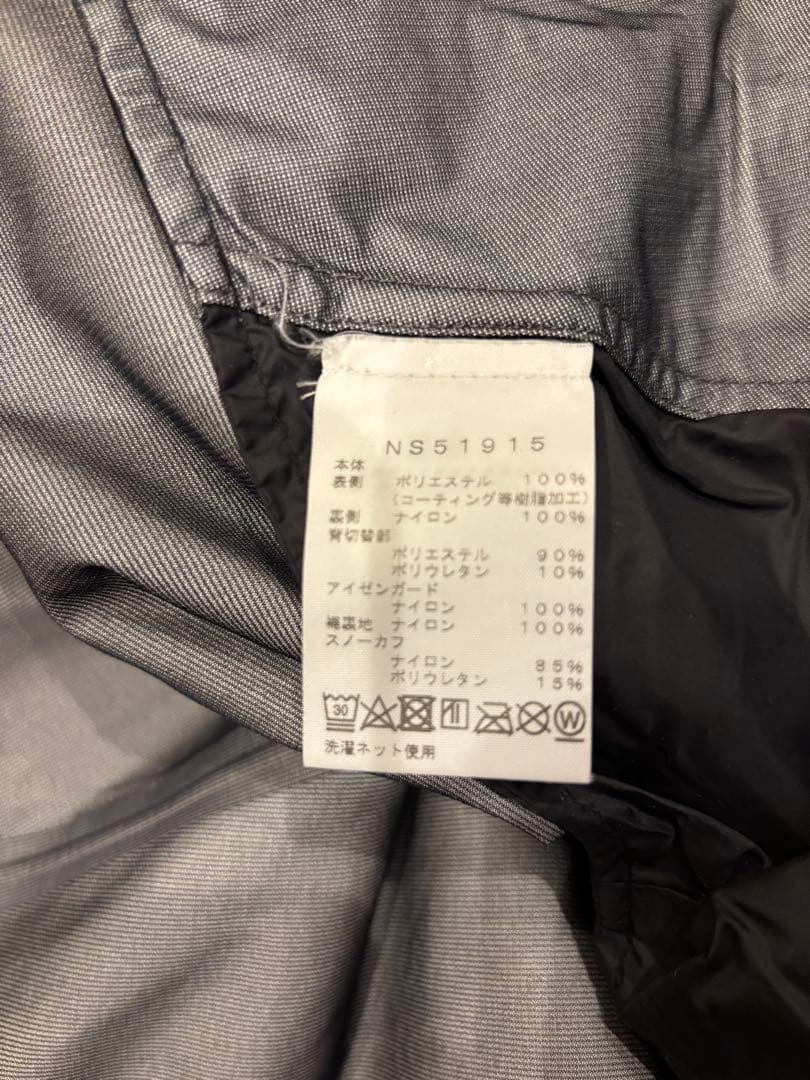 NS51915
本体
表側 ポリエステル 100%
(コーティング等樹脂加工)
裏側 ナイロン 100%
背切替部
ポリエステル 90%
ポリウレタン 10%
アイゼンガード
ナイロン 100%
裾裏地 ナイロン 100%
スノーカフ
ナイロン 85%
ポリウレタン 15%
30 W
洗濯ネット使用